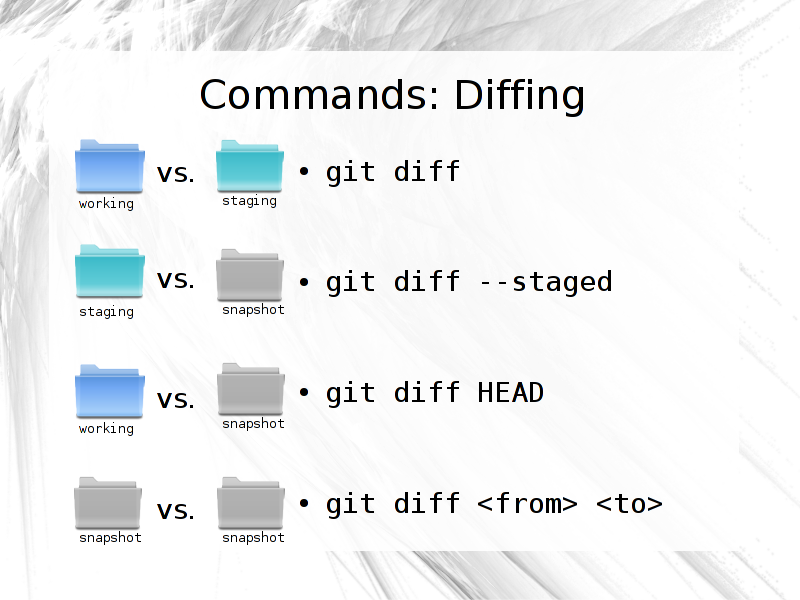 Commands: Diffing
vs. • git diff
working staging
vs. • git diff --staged
staging snapshot
vs. • git diff HEAD
working snapshot
vs. • git diff <from> <to>
snapshot snapshot